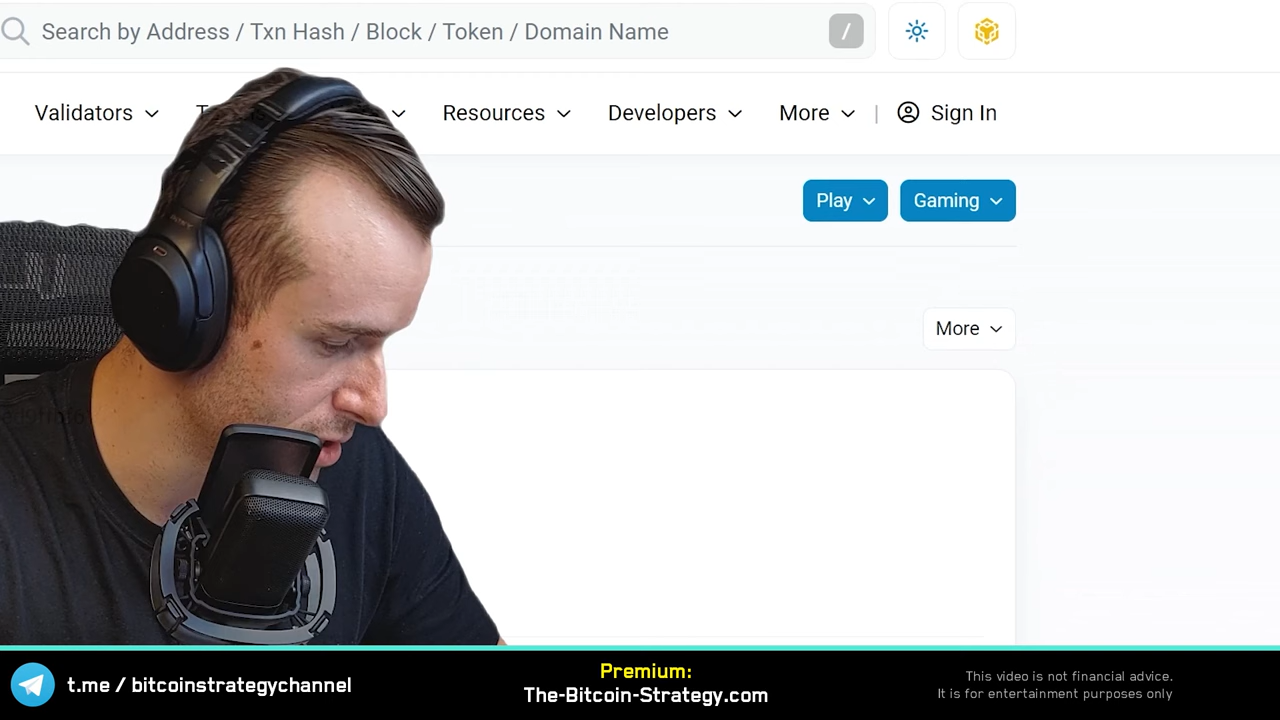 Search by Address / Txn Hash / Block / Token / Domain Name
/
Validators
Resources
Developers
More
Sign In
Play
Gaming
More
SONY
t.me / bitcoinstrategychannel
Premium:
The-Bitcoin-Strategy.com
This video is not financial advice.
It is for entertainment purposes only